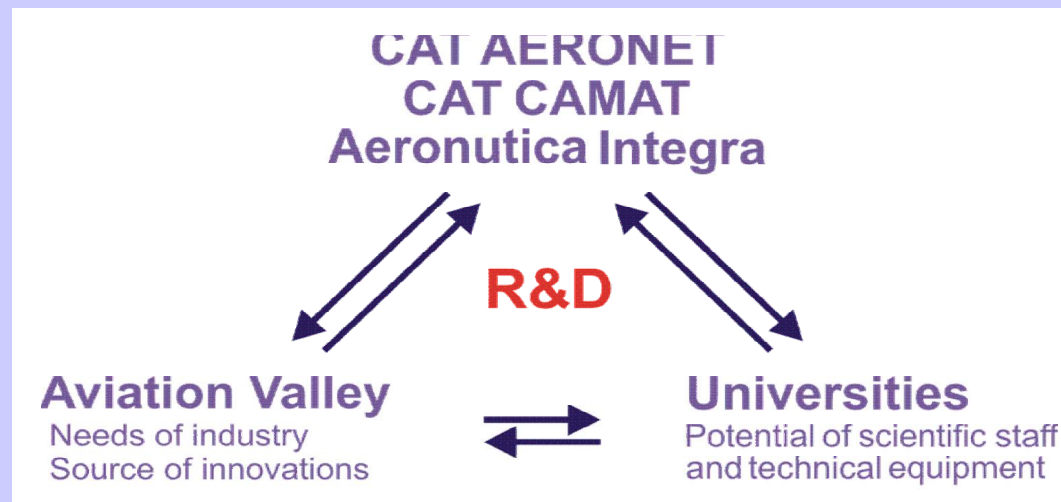 CAT AERONET
CAT CAMAT
Aeronutica Integra
R&D
Aviation Valley
Needs of industry
Source of innovations
Universities
Potential of scientific staff
and technical equipment